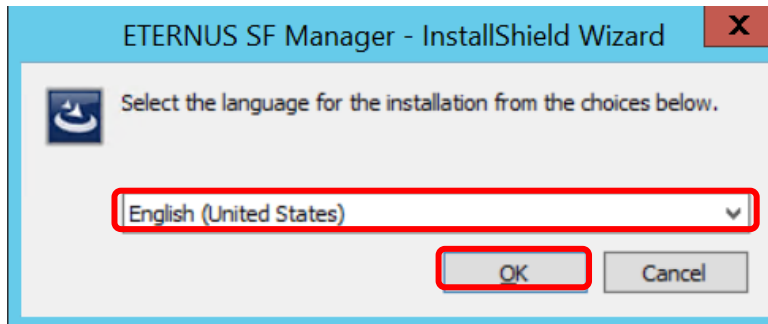 ETERNUS SF Manager - InstallShield Wizard
X
Select the language for the installation from the choices below.
English (United States)
OK
Cancel